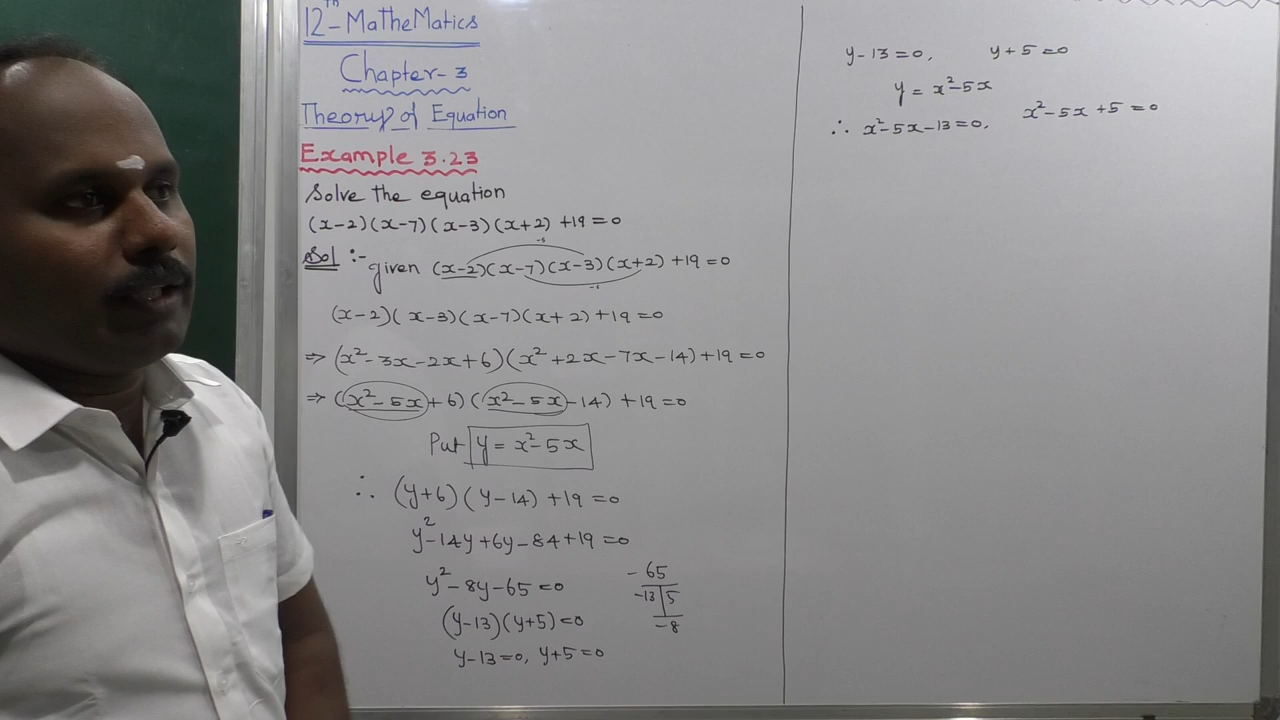 12th - MatheMatics
Chapter - 3
Theory of Equation
Example 3.23
Solve the equation
(x-2)(x-7)(x-3)(x+2) +19=0
Sol :- given (x-2)(x-7)(x-3)(x+2) +19=0
-5
-5
(x-2)(x-3)(x-7)(x+2) +19=0
⇒ (x²-3x-2x+6)(x²+2x-7x-14)+19=0
⇒ (x²-5x+6)(x²-5x-14) +19=0
Put y = x²-5x
∴ (y+6)(y-14) +19=0
y²-14y+6y-84+19=0
y²-8y-65=0
(y-13)(y+5)=0
y-13=0, y+5=0
-65
-13 | 5
-8
y-13=0, y+5=0
y = x²-5x
∴ x²-5x-13=0, x²-5x+5=0